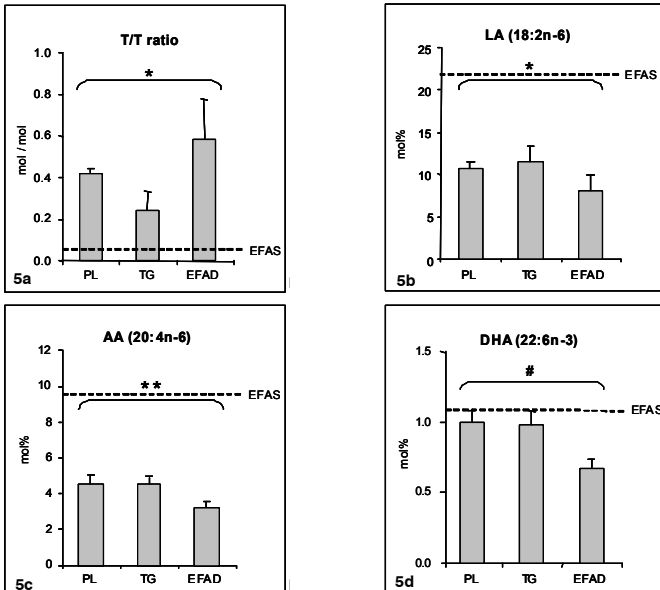 T/T ratio
1.0
0.8
0.6
0.4
0.2
0.0
mol / mol
*
EFAS
PL TG EFAD
5a
LA (18:2n-6)
25
20
15
10
5
0
mol%
*
EFAS
PL TG EFAD
5b
AA (20:4n-6)
12
10
8
6
4
2
0
mol%
**
EFAS
PL TG EFAD
5c
DHA (22:6n-3)
1.5
1.0
0.5
0.0
mol%
#
EFAS
PL TG EFAD
5d